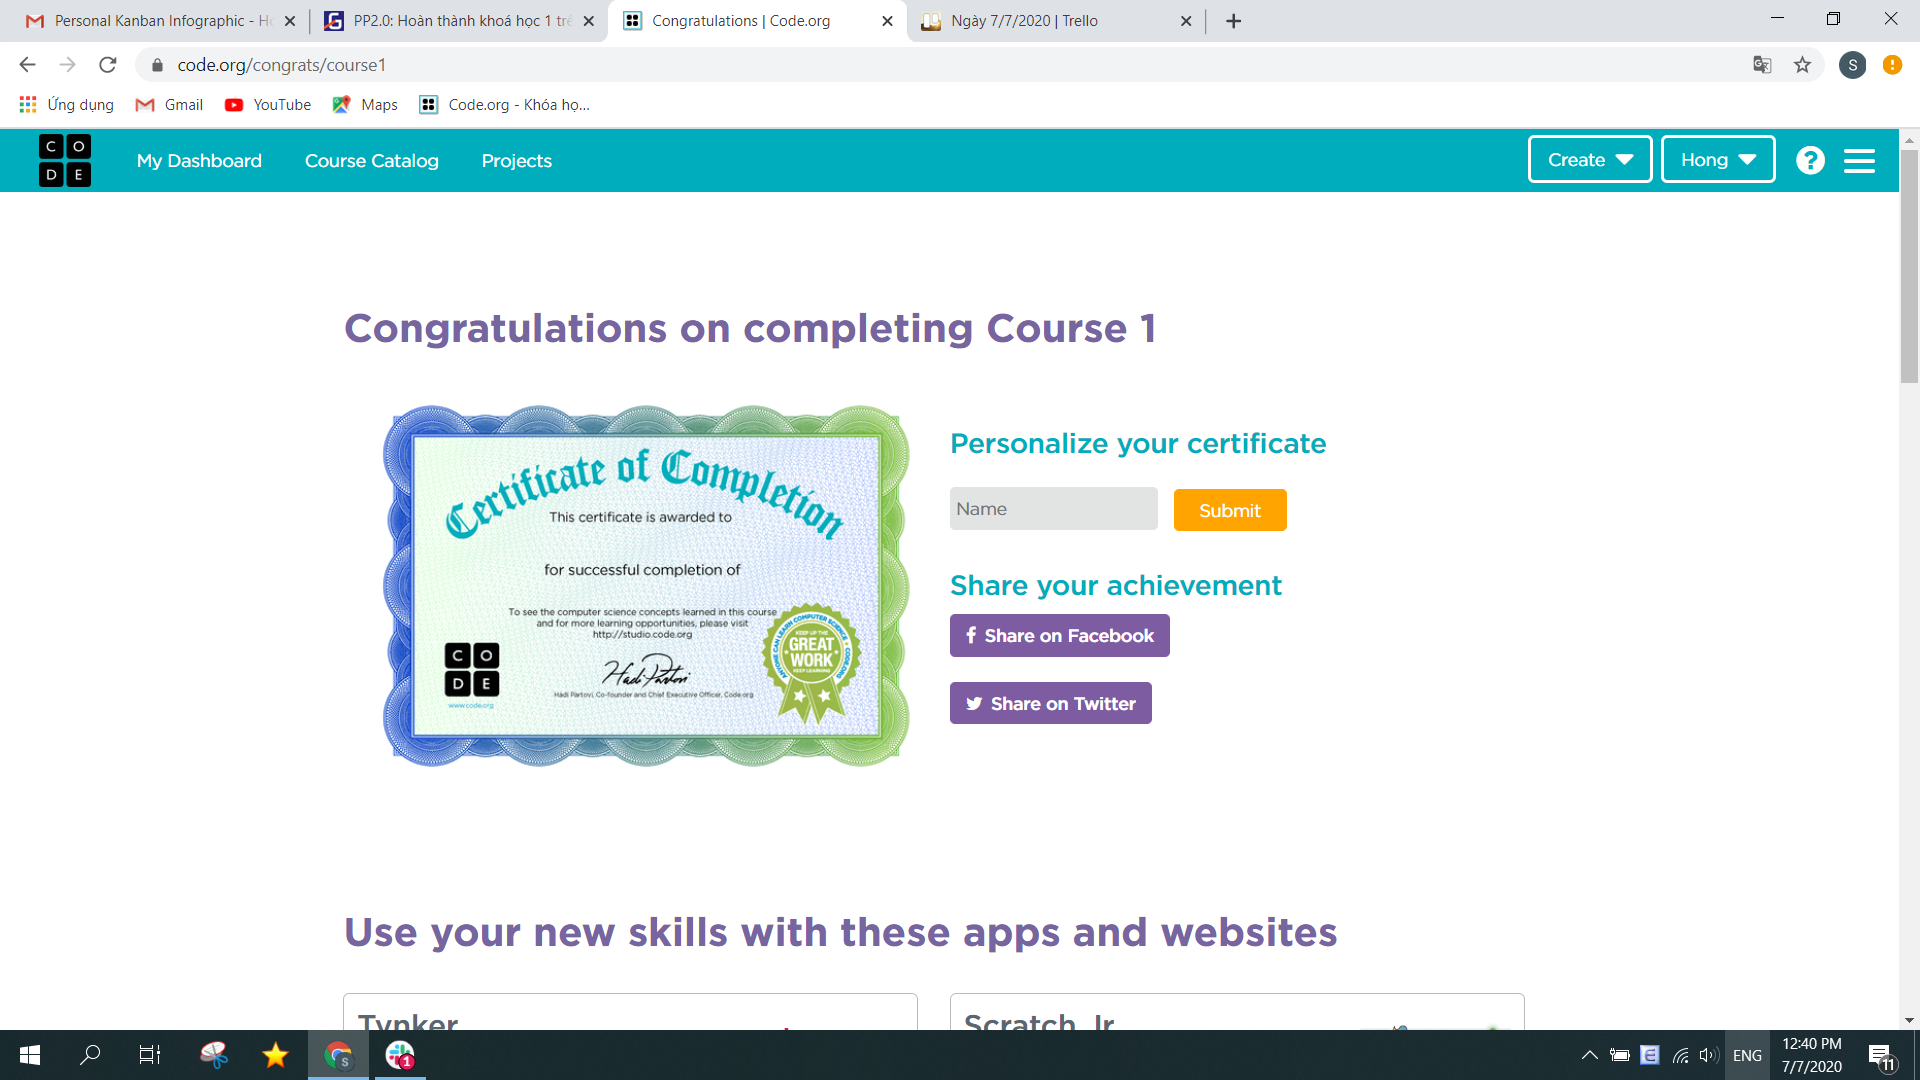 Personal Kanban Infographic - Ho
PP2.0: Hoàn thành khoá học 1 trê
Congratulations | Code.org
Ngày 7/7/2020 | Trello
code.org/congrats/course1
S
Ứng dụng
Gmail
YouTube
Maps
Code.org - Khóa họ...
CODE
My Dashboard
Course Catalog
Projects
Create
Hong
?
Congratulations on completing Course 1
Certificate of Completion
This certificate is awarded to
for successful completion of
To see the computer science concepts learned in this course
and for more learning opportunities, please visit
http://studio.code.org
CODE
www.code.org
Hadi Partovi
Hadi Partovi, Co-founder and Chief Executive Officer, Code.org
ANYONE CAN LEARN COMPUTER SCIENCE • CODE.ORG
KEEP UP THE
GREAT
WORK
KEEP LEARNING
Personalize your certificate
Name
Submit
Share your achievement
Share on Facebook
Share on Twitter
Use your new skills with these apps and websites
Tynker
Scratch Jr
S
1
ENG
12:40 PM
7/7/2020
11